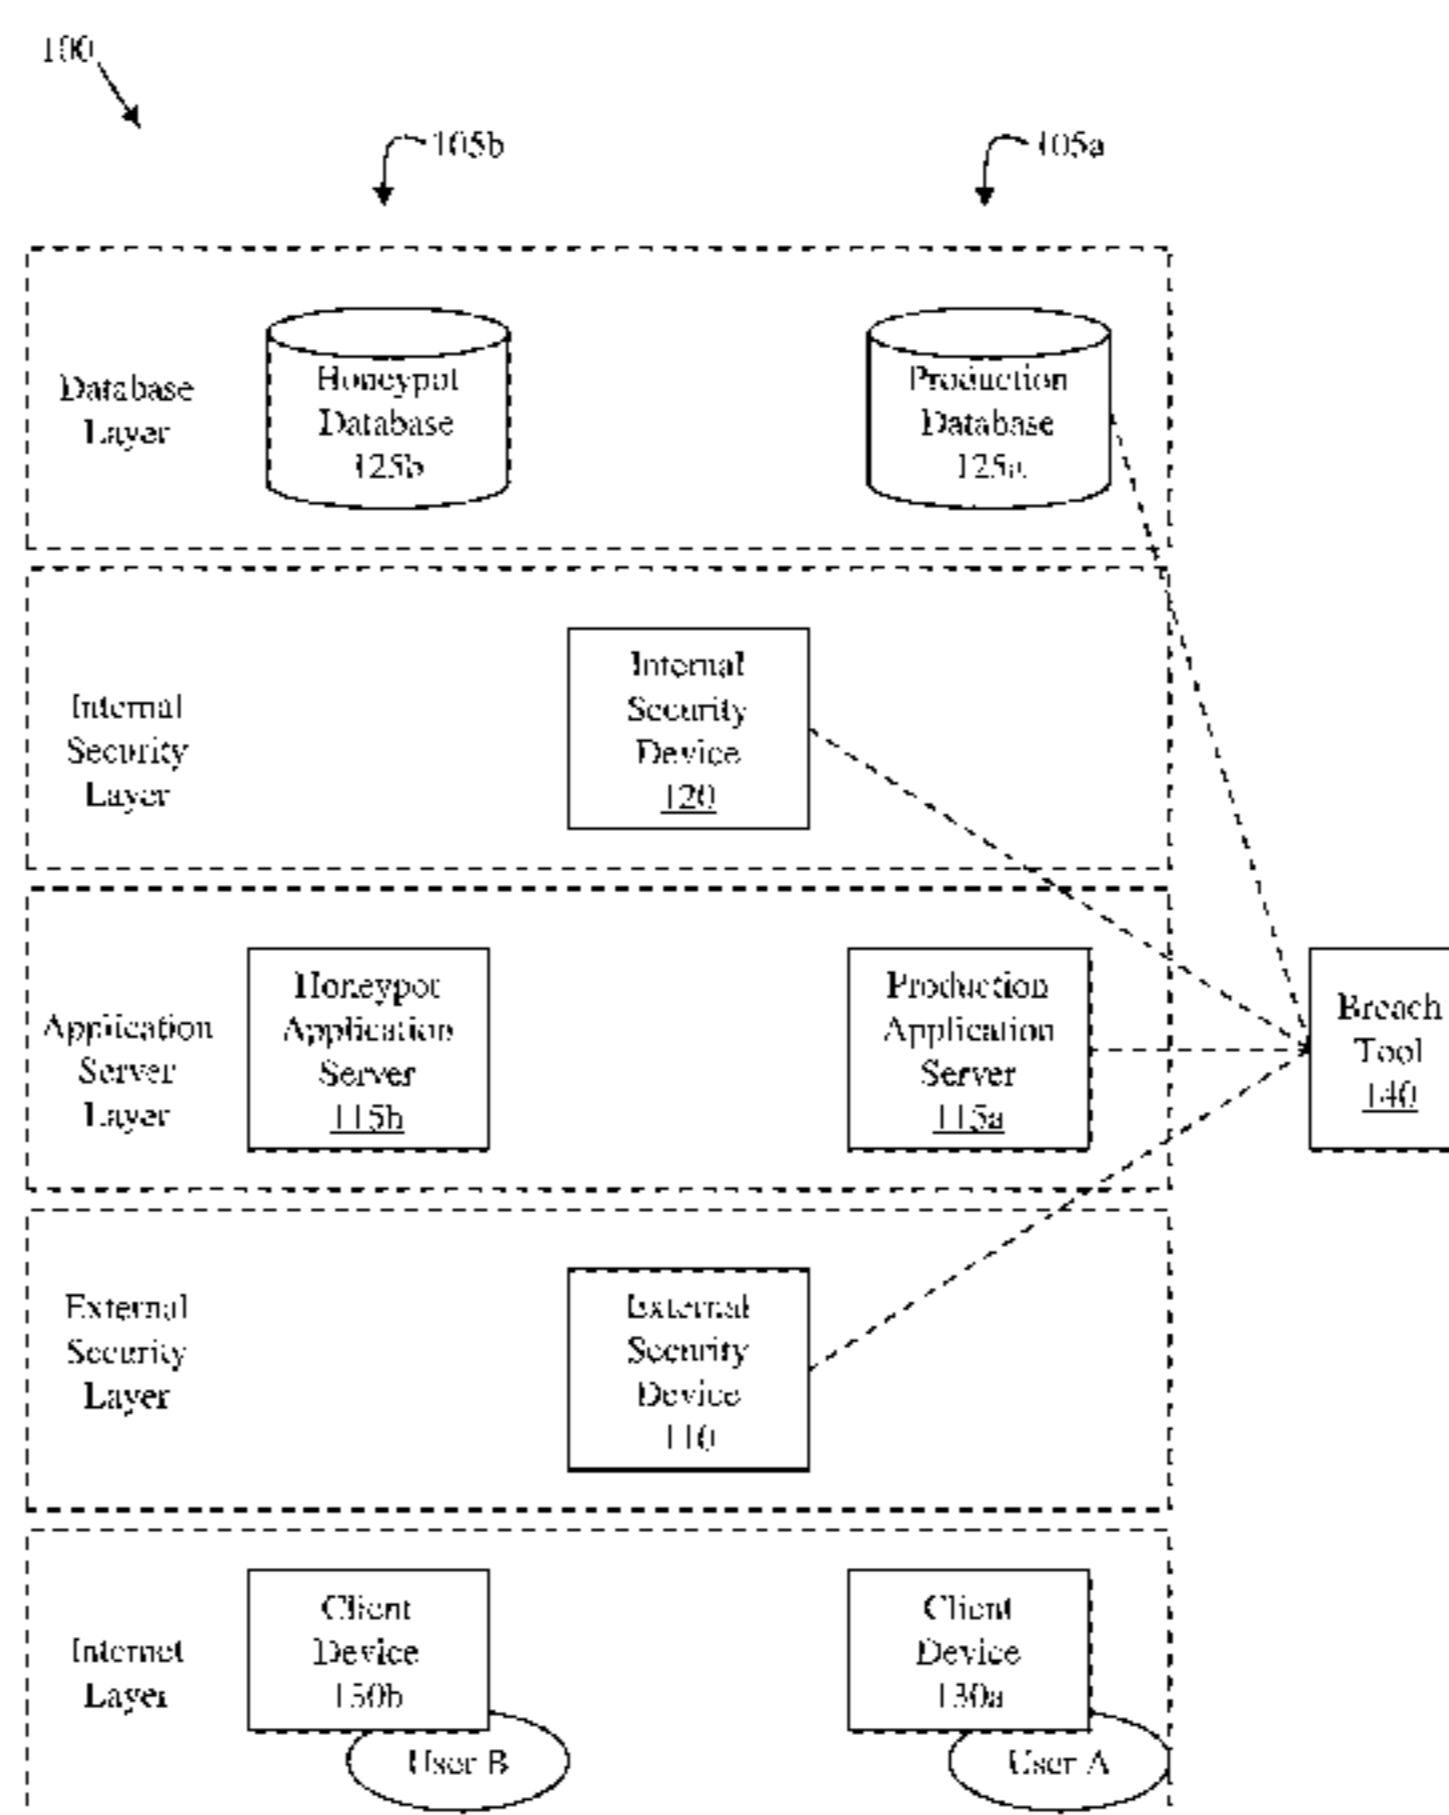 100
105b
105a
Database
Layer
Honeypot
Database
125b
Production
Database
125a
Internal
Security
Layer
Internal
Security
Device
120
Application
Server
Layer
Honeypot
Application
Server
115b
Production
Application
Server
115a
Breach
Tool
140
External
Security
Layer
External
Security
Device
110
Internet
Layer
Client
Device
130b
User B
Client
Device
130a
User A